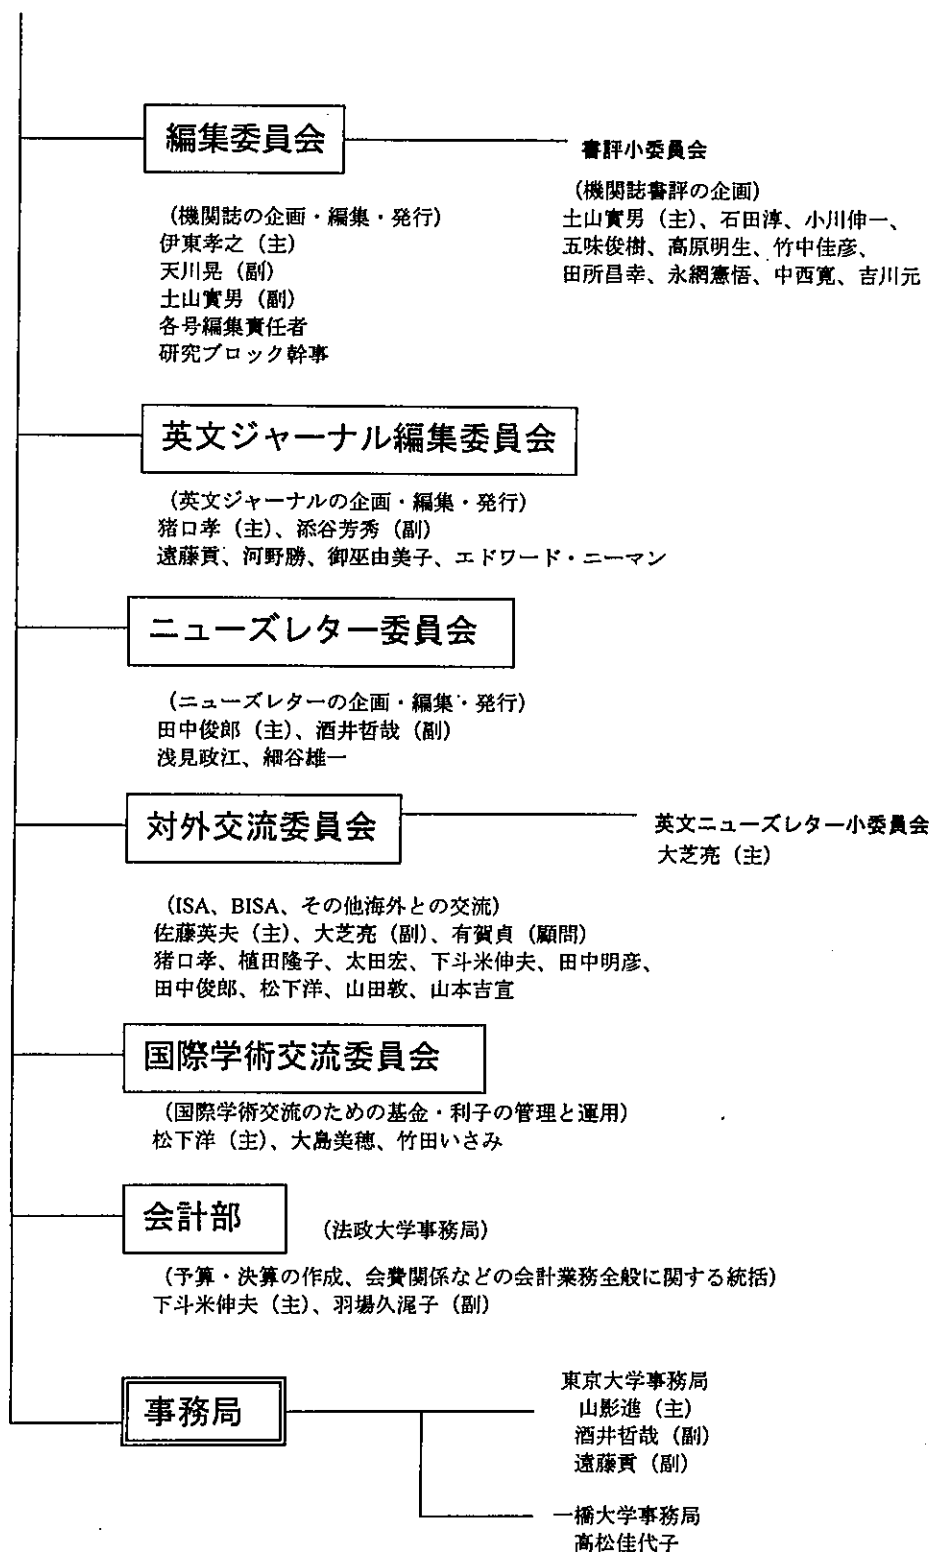 編集委員会
(機関誌の企画・編集・発行)
伊東孝之（主）
天川晃（副）
土山實男（副）
各号編集責任者
研究ブロック幹事
書評小委員会
(機関誌書評の企画)
土山實男（主）、石田淳、小川伸一、
五味俊樹、高原明生、竹中佳彦、
田所昌幸、永綱憲悟、中西寛、吉川元
英文ジャーナル編集委員会
(英文ジャーナルの企画・編集・発行)
猪口孝（主）、添谷芳秀（副）
遠藤貢、河野勝、御巫由美子、エドワード・ニーマン
ニューズレター委員会
(ニューズレターの企画・編集・発行)
田中俊郎（主）、酒井哲哉（副）
浅見政江、細谷雄一
対外交流委員会
(ISA、BISA、その他海外との交流)
佐藤英夫（主）、大芝亮（副）、有賀貞（顧問）
猪口孝、植田隆子、太田宏、下斗米伸夫、田中明彦、
田中俊郎、松下洋、山田敦、山本吉宣
英文ニューズレター小委員会
大芝亮（主）
国際学術交流委員会
(国際学術交流のための基金・利子の管理と運用)
松下洋（主）、大島美穂、竹田いさみ
会計部
(法政大学事務局)
(予算・決算の作成、会費関係などの会計業務全般に関する統括)
下斗米伸夫（主）、羽場久浘子（副）
事務局
東京大学事務局
山影進（主）
酒井哲哉（副）
遠藤貢（副）
一橋大学事務局
高松佳代子